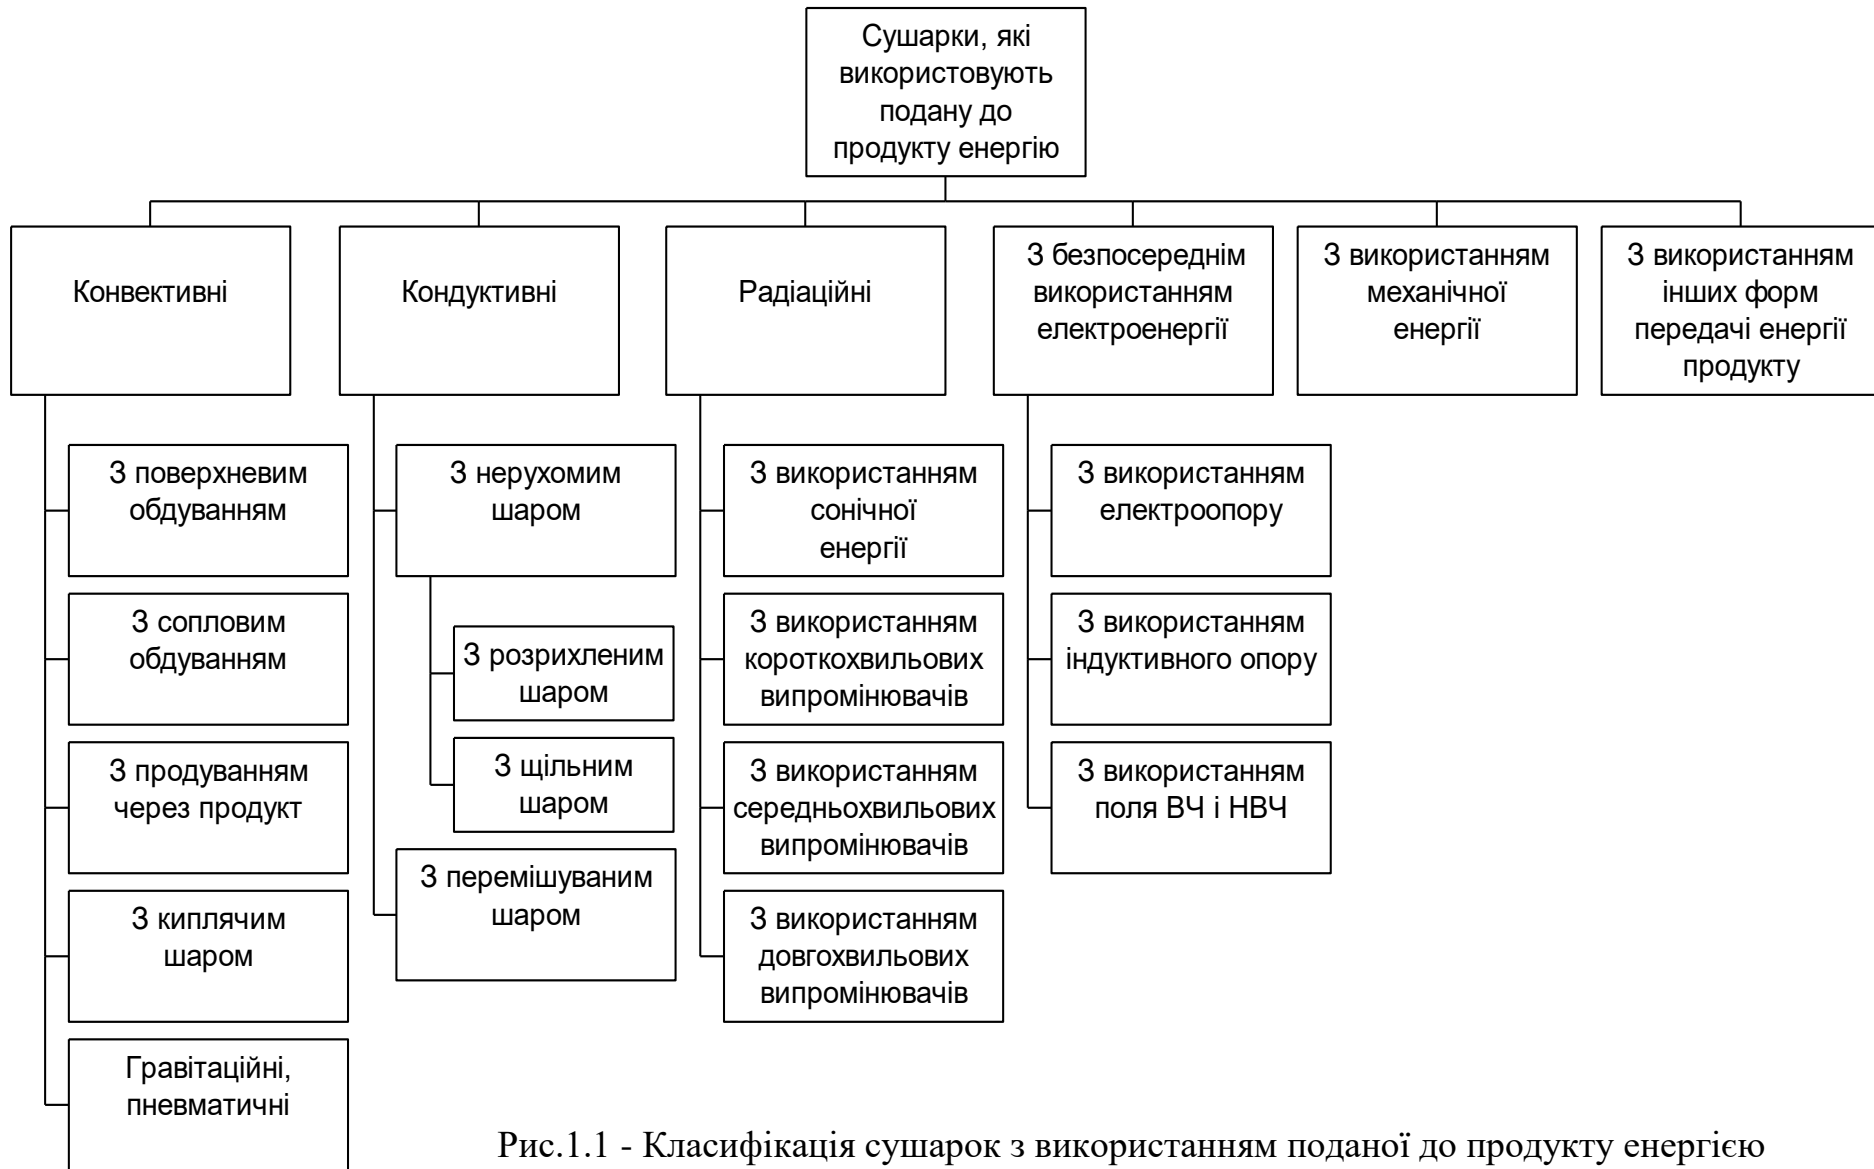 Сушарки, які
використовують
подану до
продукту енергію
Конвективні
Кондуктивні
Радіаційні
З безпосереднім
використанням
електроенергії
З використанням
механічної
енергії
З використанням
інших форм
передачі енергії
продукту
З поверхневим
обдуванням
З сопловим
обдуванням
З продуванням
через продукт
З киплячим
шаром
Гравітаційні,
пневматичні
З нерухомим
шаром
З розрихленим
шаром
З щільним
шаром
З перемішуваним
шаром
З використанням
сонічної
енергії
З використанням
короткохвильових
випромінювачів
З використанням
середньохвильових
випромінювачів
З використанням
довгохвильових
випромінювачів
З використанням
електроопору
З використанням
індуктивного опору
З використанням
поля ВЧ і НВЧ
Рис.1.1 - Класифікація сушарок з використанням поданої до продукту енергією